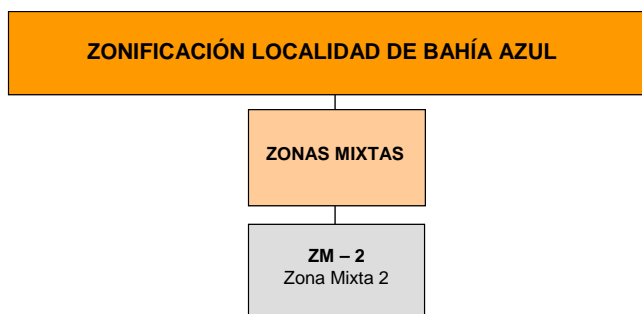 ZONIFICACIÓN LOCALIDAD DE BAHÍA AZUL
ZONAS MIXTAS
ZM – 2
Zona Mixta 2